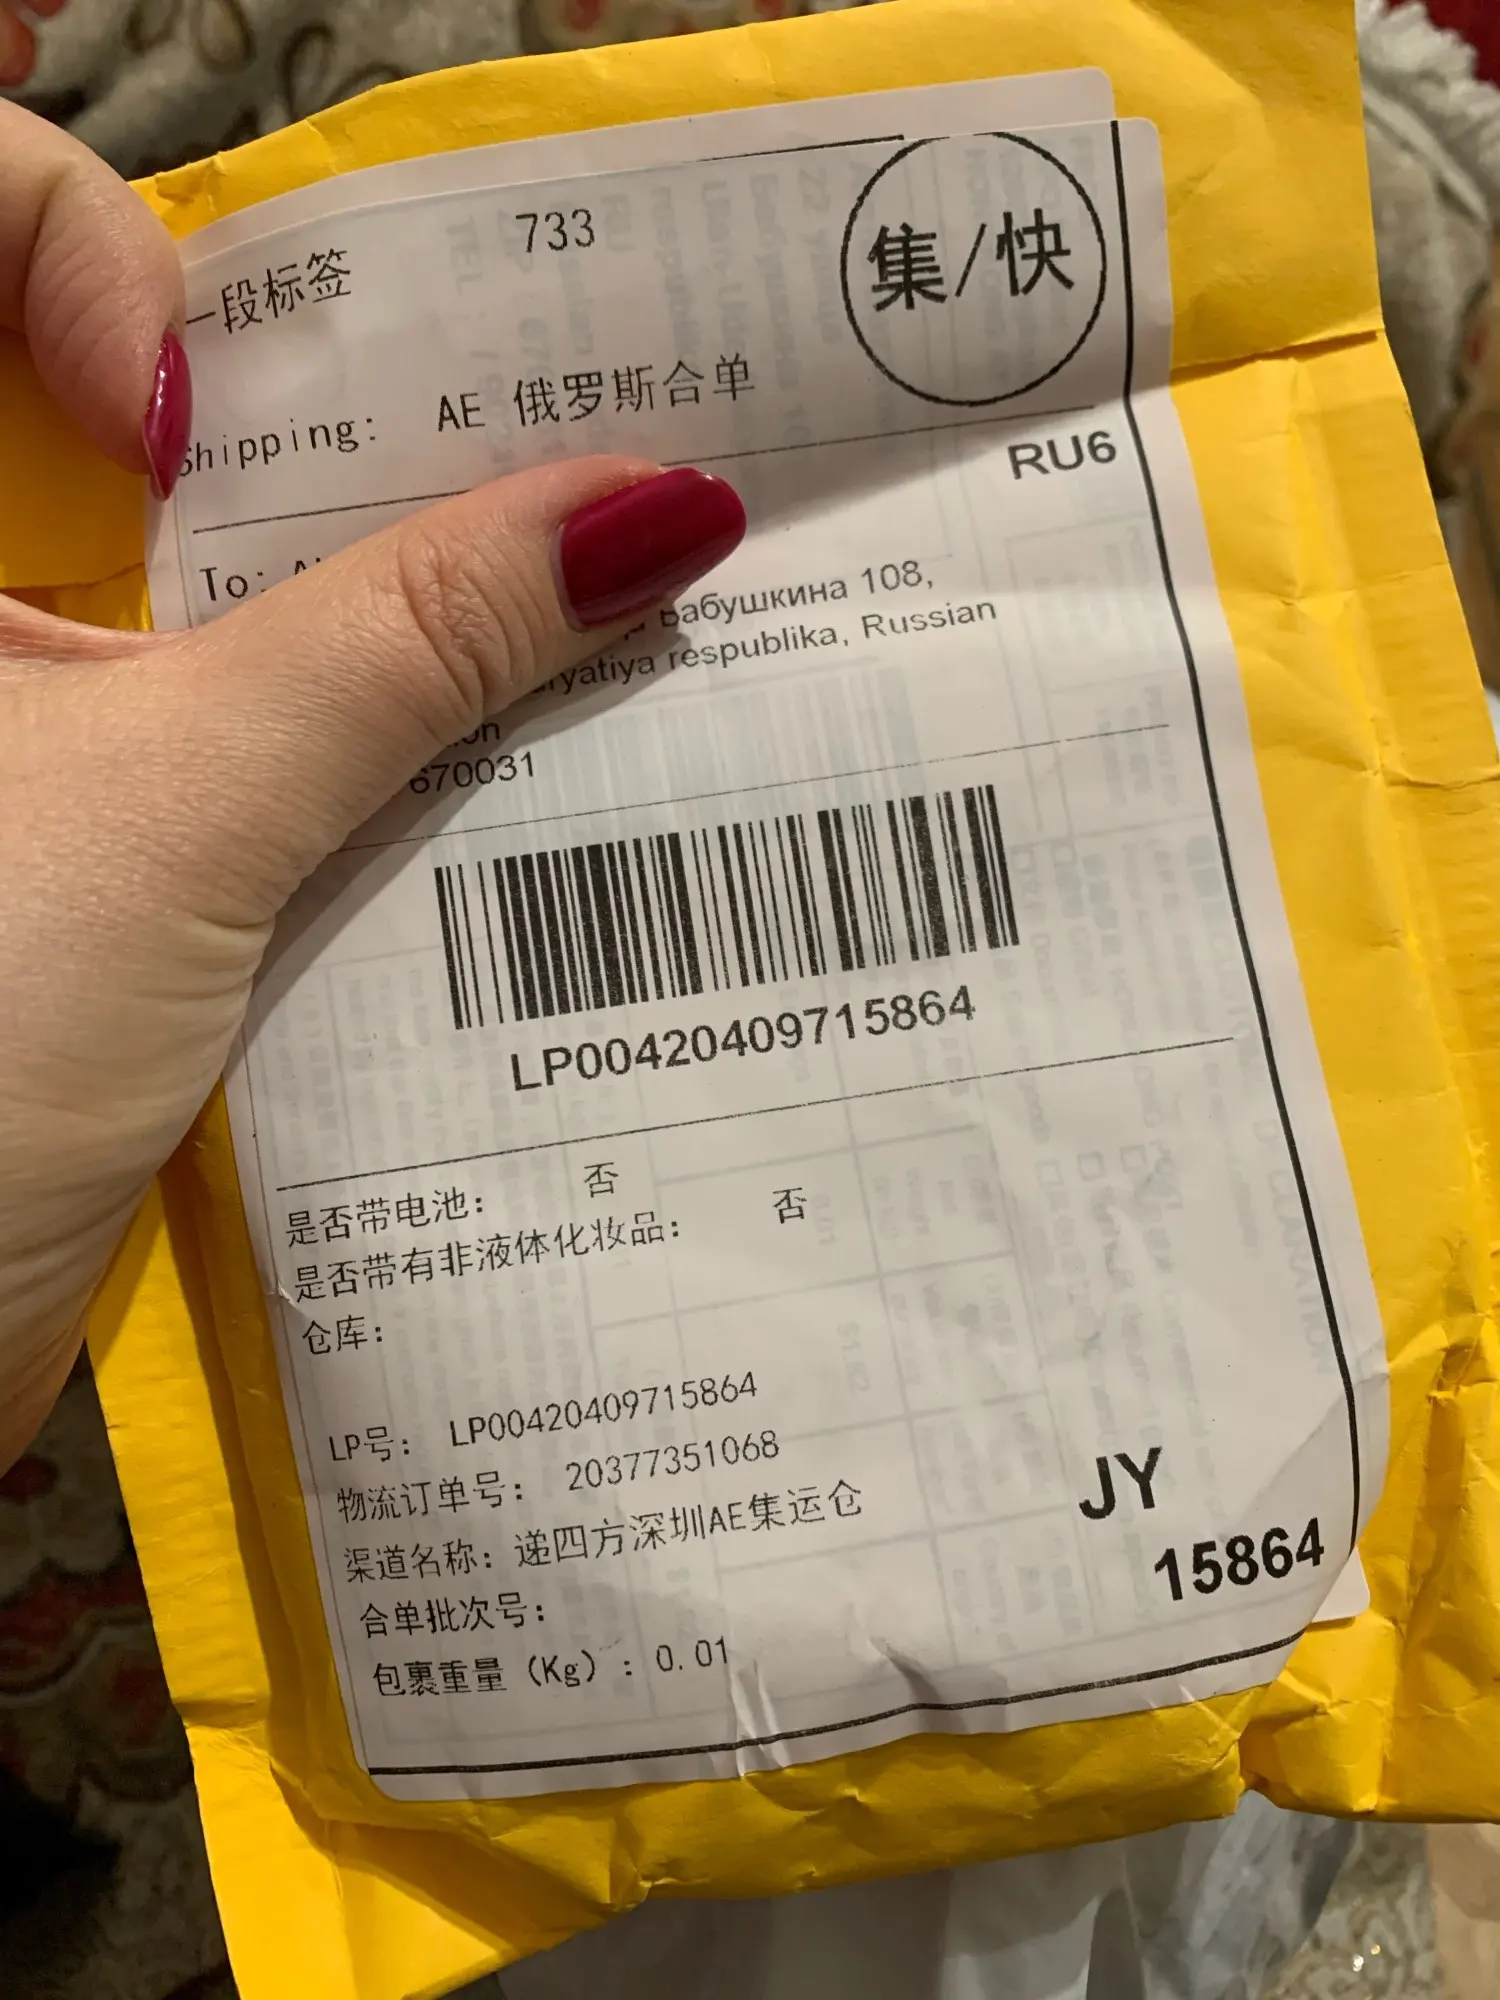 733
集/快
一段标签
Shipping: AE 俄罗斯合单
RU6
To:
Бабушкина 108,
respublika, Russian
670031
LP00420409715864
是否带电池: 否
是否带有非液体化妆品: 否
仓库:
LP号: LP00420409715864
物流订单号: 20377351068
渠道名称: 递四方深圳AE集运仓
合单批次号:
包裹重量 (Kg) : 0.01
JY
15864